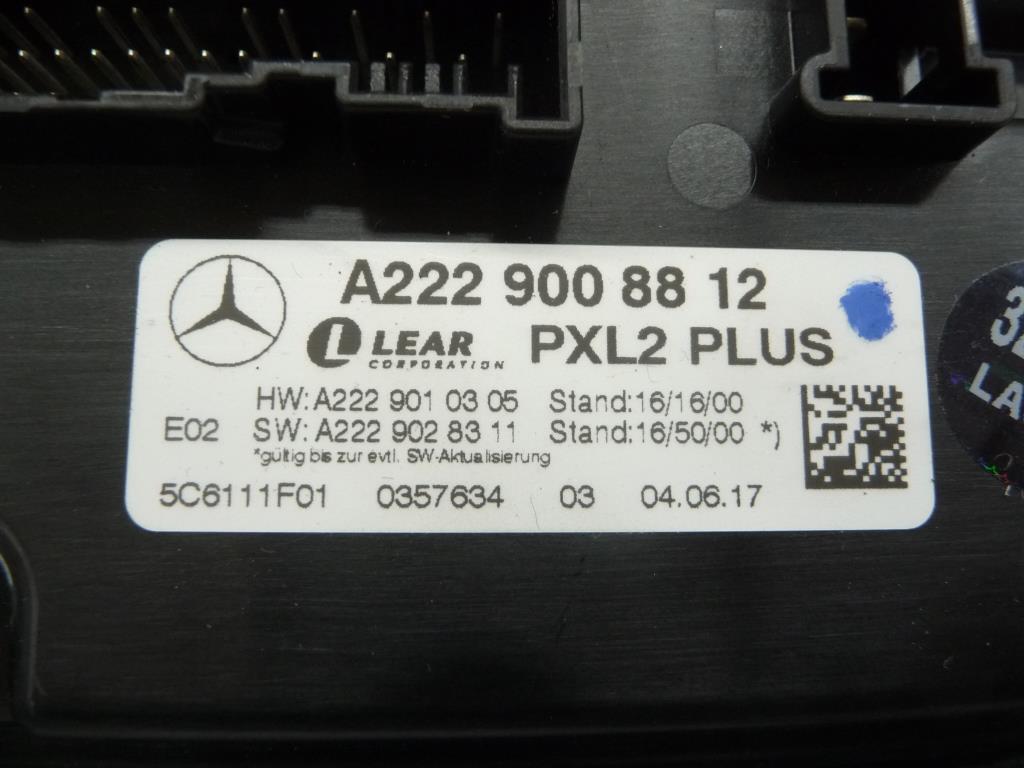 A222 900 88 12
LEAR
CORPORATION
PXL2 PLUS
HW: A222 901 03 05 Stand:16/16/00
E02 SW: A222 902 83 11 Stand:16/50/00 *)
*gültig bis zur evtl. SW-Aktualisierung
5C6111F01 0357634 03 04.06.17
LA